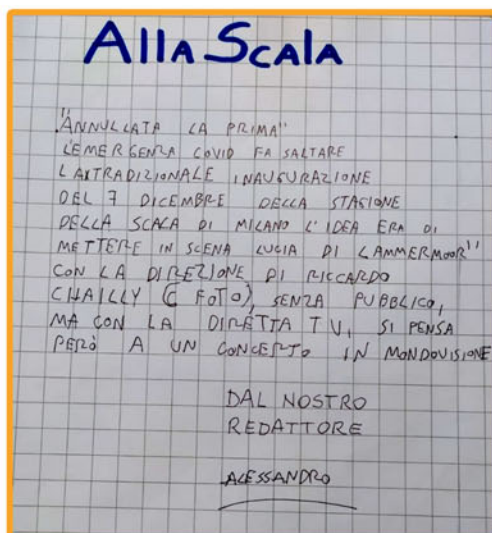 ALLA SCALA
"ANNULLATA LA PRIMA"
L'EMERGENZA COVID FA SALTARE
LA TRADIZIONALE INAUGURAZIONE
DEL 7 DICEMBRE DELLA STAGIONE
DELLA SCALA DI MILANO L'IDEA ERA DI
METTERE IN SCENA LUCIA DI LAMMERMOOR"
CON LA DIREZIONE DI RICCARDO
CHAILLY (E FOTO), SENZA PUBBLICO,
MA CON LA DIRETTA TV, SI PENSA
PERÒ A UN CONCERTO IN MONDOVISIONE
DAL NOSTRO
REDATTORE
ALESSANDRO